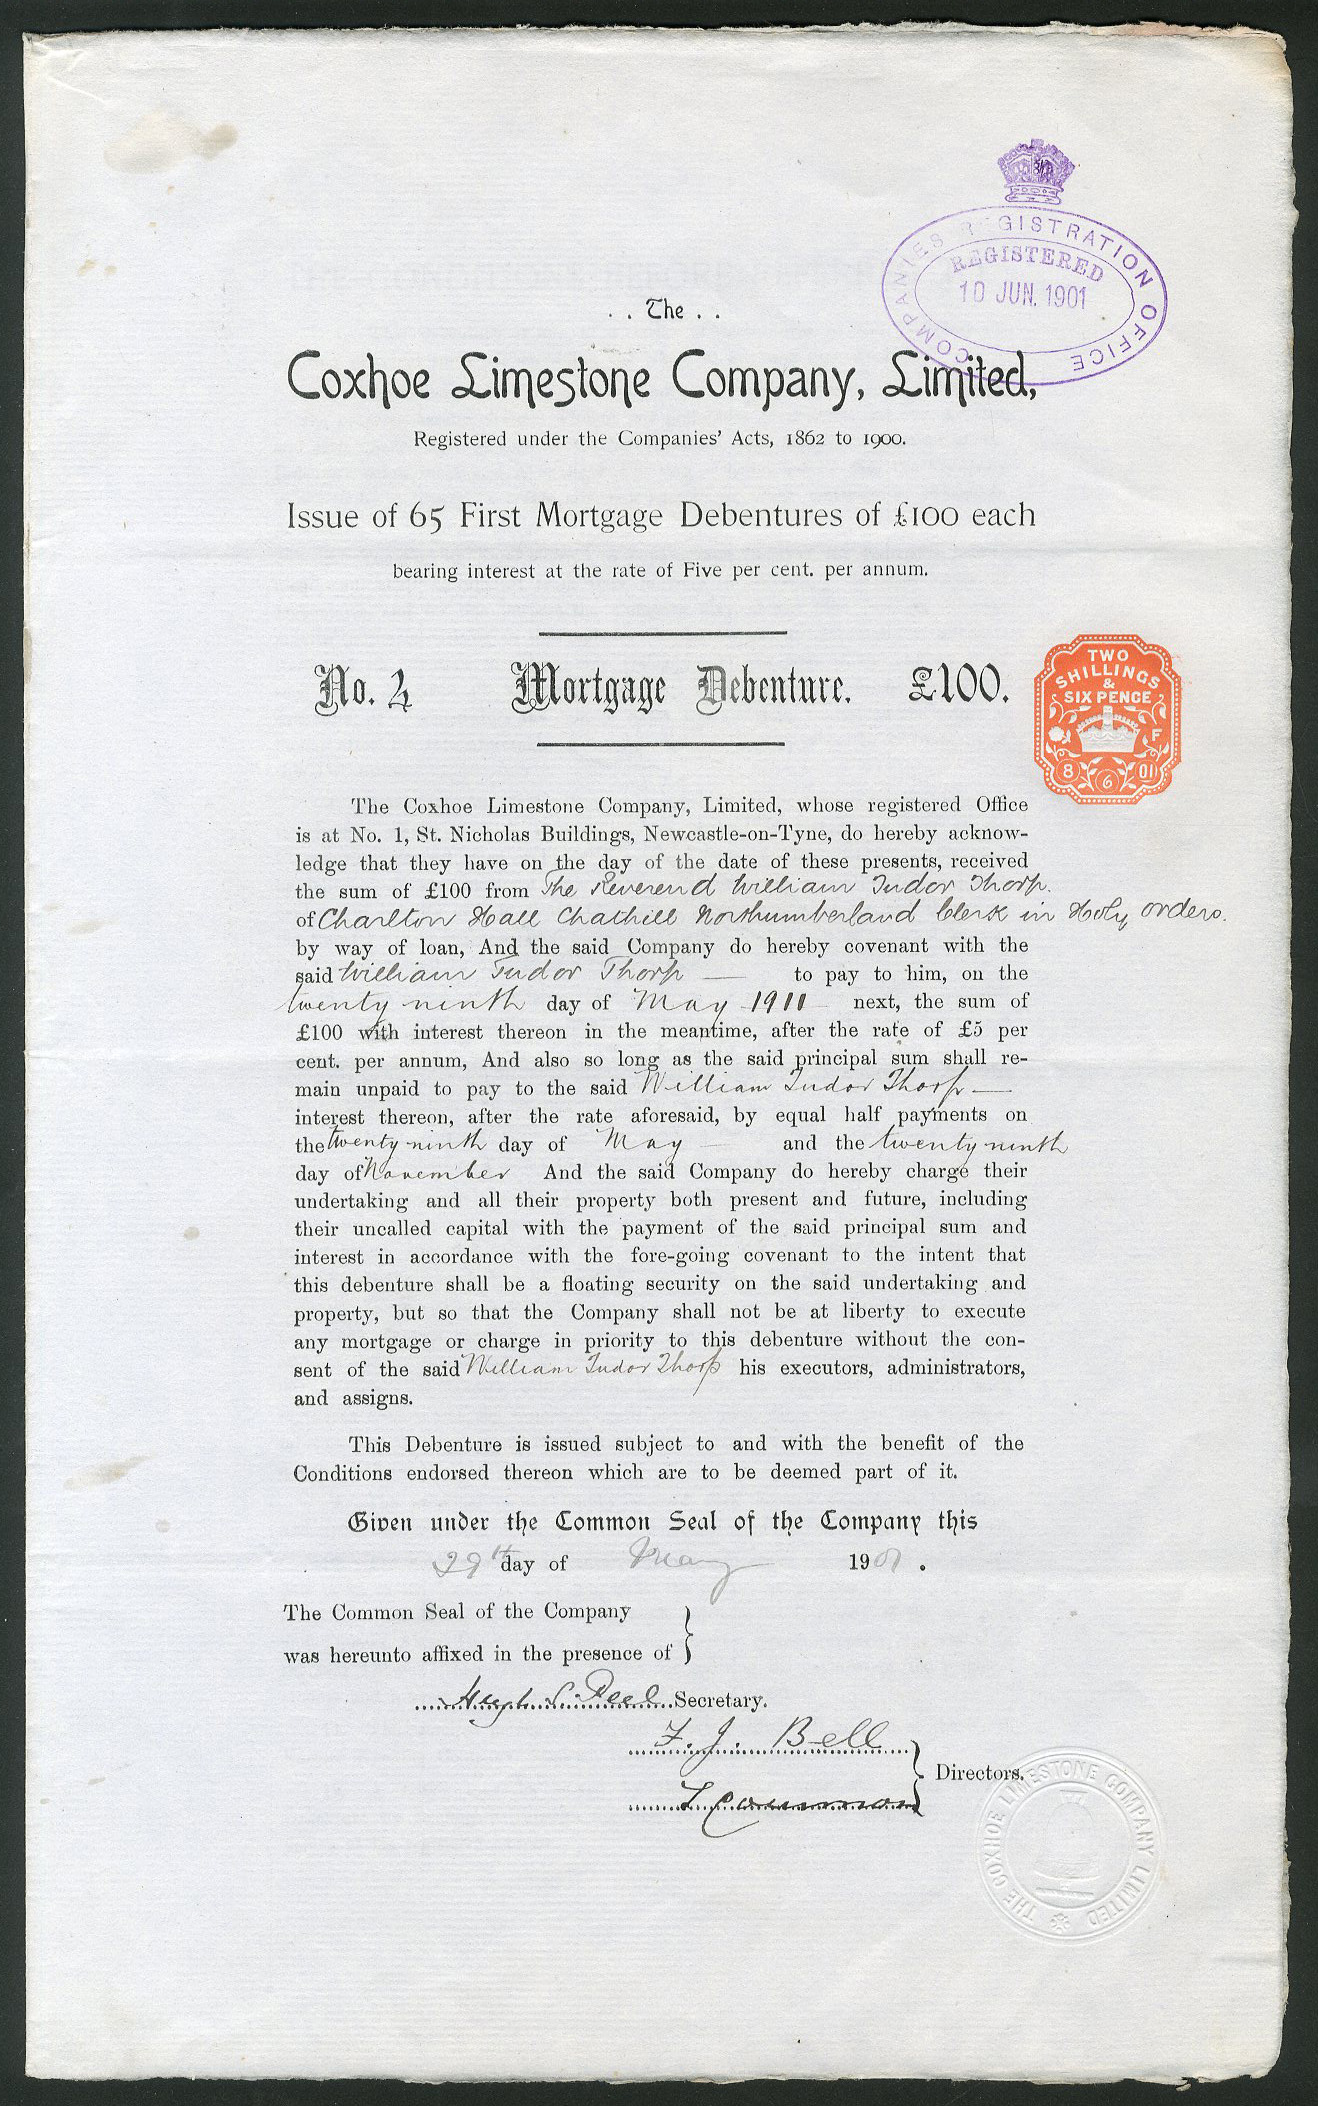 COMPANIES REGISTRATION OFFICE
REGISTERED
10 JUN. 1901
. . The . .
Coxhoe Limestone Company, Limited,
Registered under the Companies' Acts, 1862 to 1900.
Issue of 65 First Mortgage Debentures of £100 each
bearing interest at the rate of Five per cent. per annum.
No. 4 Mortgage Debenture. £100.
TWO
SHILLINGS
&
SIX PENCE
F
8 6 01
The Coxhoe Limestone Company, Limited, whose registered Office
is at No. 1, St. Nicholas Buildings, Newcastle-on-Tyne, do hereby acknow-
ledge that they have on the day of the date of these presents, received
the sum of £100 from The Reverend William Tudor Thorp.
of Charlton Hall Chathill Northumberland Clerk in Holy Orders.
by way of loan, And the said Company do hereby covenant with the
said William Tudor Thorp — to pay to him, on the
twenty ninth day of May 1911 next, the sum of
£100 with interest thereon in the meantime, after the rate of £5 per
cent. per annum, And also so long as the said principal sum shall re-
main unpaid to pay to the said William Tudor Thorp —
interest thereon, after the rate aforesaid, by equal half payments on
the twenty ninth day of May — and the twenty ninth
day of November And the said Company do hereby charge their
undertaking and all their property both present and future, including
their uncalled capital with the payment of the said principal sum and
interest in accordance with the fore-going covenant to the intent that
this debenture shall be a floating security on the said undertaking and
property, but so that the Company shall not be at liberty to execute
any mortgage or charge in priority to this debenture without the con-
sent of the said William Tudor Thorp his executors, administrators,
and assigns.
This Debenture is issued subject to and with the benefit of the
Conditions endorsed thereon which are to be deemed part of it.
Given under the Common Seal of the Company this
29th day of May 1901.
The Common Seal of the Company
was hereunto affixed in the presence of
Hugh S. Peel Secretary.
F. J. Bell
Directors.
THE COXHOE LIMESTONE COMPANY LIMITED